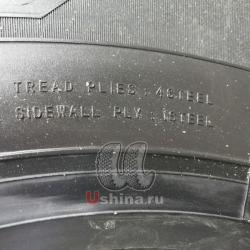 TREAD PLIES :4STEEL
SIDEWALL PLY :1STEEL
Ushina.ru®